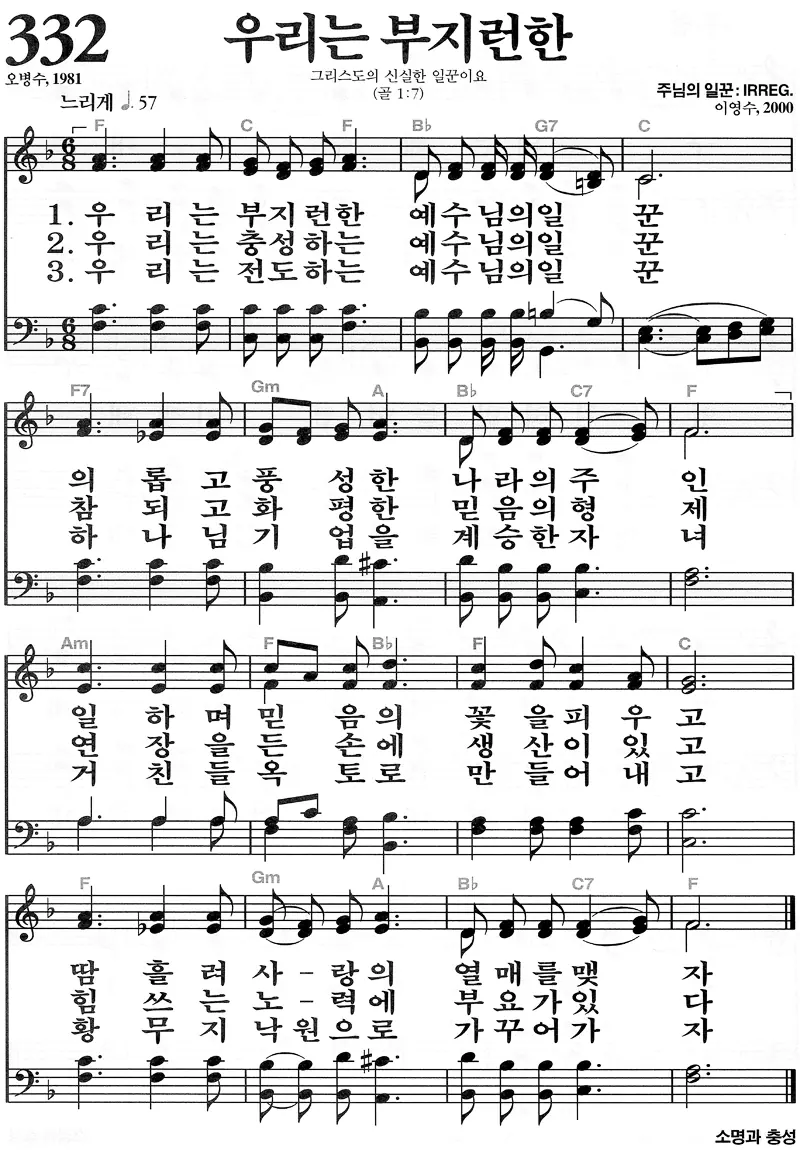 332
우리는 부지런한
오병수, 1981
그리스도의 신실한 일꾼이요
(골 1:7)
주님의 일꾼: IRREG.
이영수, 2000
느리게 ♩. 57
F C F B♭ G7 C
1. 우 리 는 부 지 런 한 예 수 님 의 일 꾼
2. 우 리 는 충 성 하 는 예 수 님 의 일 꾼
3. 우 리 는 전 도 하 는 예 수 님 의 일 꾼
F7 Gm A B♭ C7 F
의 롭 고 풍 성 한 나 라 의 주 인
참 되 고 화 평 한 믿 음 의 형 제
하 나 님 기 업 을 계 승 한 자 녀
Am F B♭ F C
일 하 며 믿 음 의 꽃 을 피 우 고
연 장 을 든 손 에 생 산 이 있 고
거 친 들 옥 토 로 만 들 어 내 고
F Gm A B♭ C7 F
땀 흘 려 사 - 랑 의 열 매 를 맺 자
힘 쓰 는 노 - 력 에 부 요 가 있 다
황 무 지 낙 원 으 로 가 꾸 어 가 자
소명과 충성